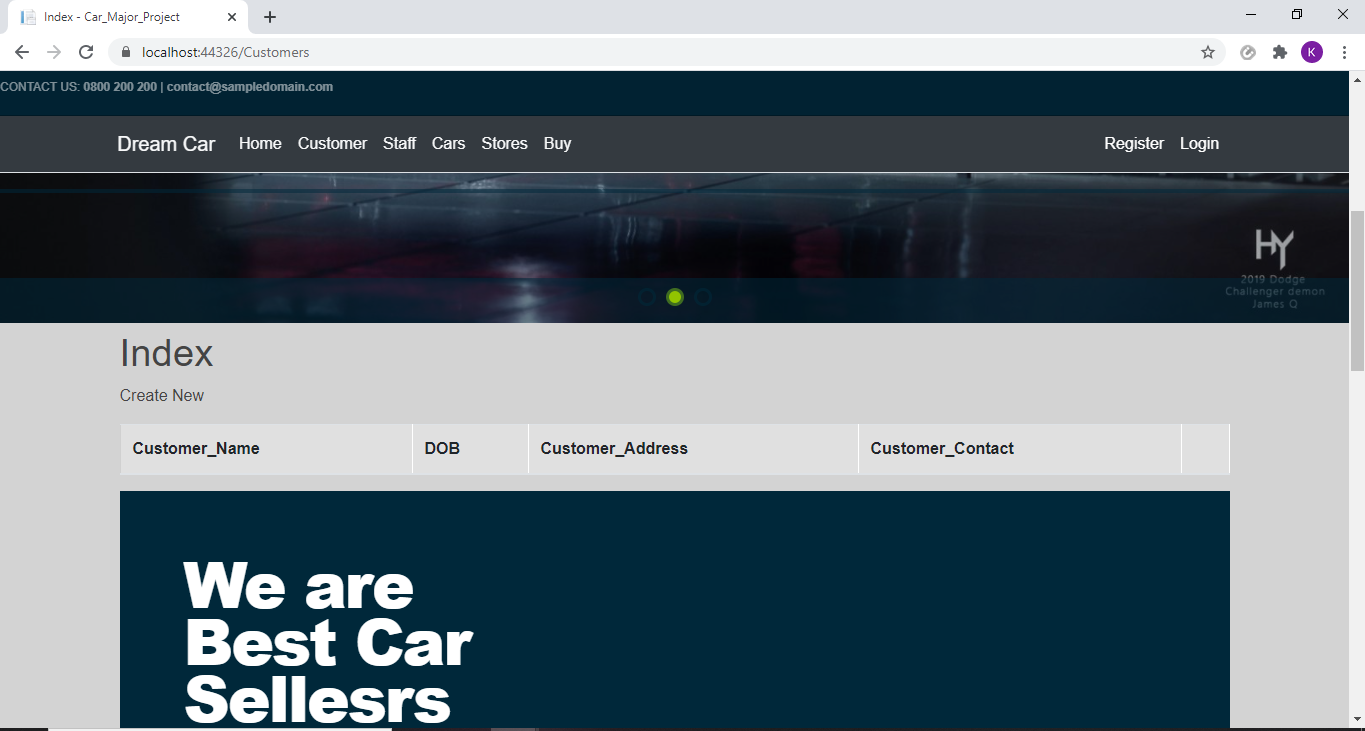 Index - Car_Major_Project
localhost:44326/Customers
K
CONTACT US: 0800 200 200 | contact@sampledomain.com
Dream Car Home Customer Staff Cars Stores Buy Register Login
HY
2019 Dodge
Challenger demon
James Q
Index
Create New
Customer_Name DOB Customer_Address Customer_Contact
We are
Best Car
Sellesrs